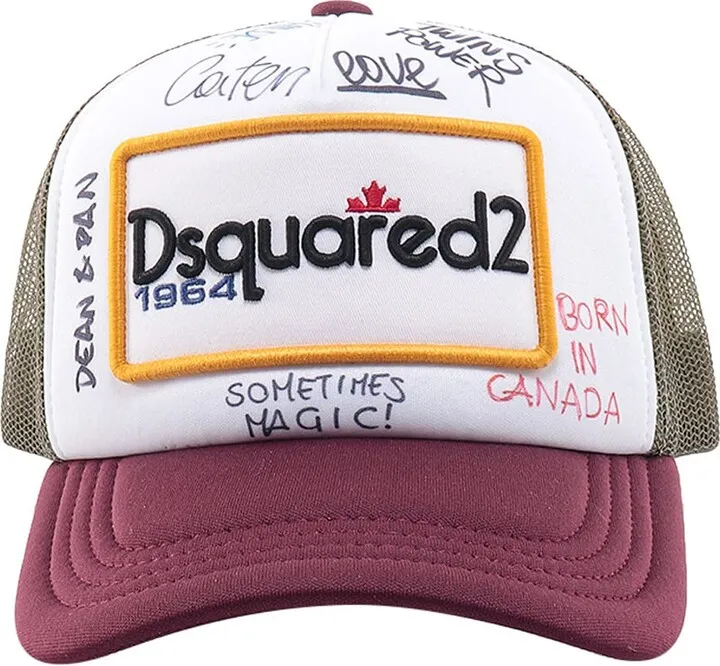 TWINS
POWER
Caten love
DEAN & DAN
Dsquared2
1964
BORN
IN
CANADA
SOMETIMES
MAGIC!